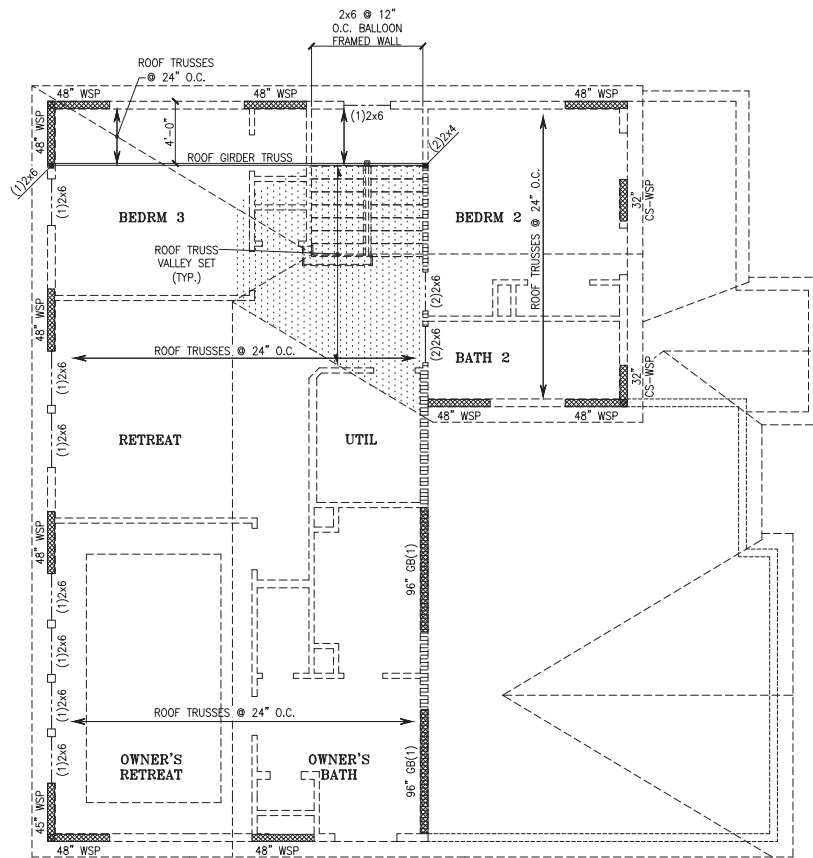 2x6 @ 12"
O.C. BALLOON
FRAMED WALL
ROOF TRUSSES
@ 24" O.C.
48" WSP
48" WSP
48" WSP
48" WSP
4'-0"
(1)2x6
(2)2x4
ROOF GIRDER TRUSS
(1)2x6
(1)2x6
BEDRM 3
BEDRM 2
32"
CS-WSP
ROOF TRUSSES @ 24" O.C.
ROOF TRUSS
VALLEY SET
(TYP.)
(2)2x6
48" WSP
(2)2x6
ROOF TRUSSES @ 24" O.C.
BATH 2
(1)2x6
32"
CS-WSP
48" WSP
48" WSP
(1)2x6
RETREAT
UTIL
48" WSP
96" GB(1)
(1)2x6
(1)2x6
(1)2x6
ROOF TRUSSES @ 24" O.C.
(1)2x6
OWNER'S
RETREAT
OWNER'S
BATH
96" GB(1)
45" WSP
48" WSP
48" WSP